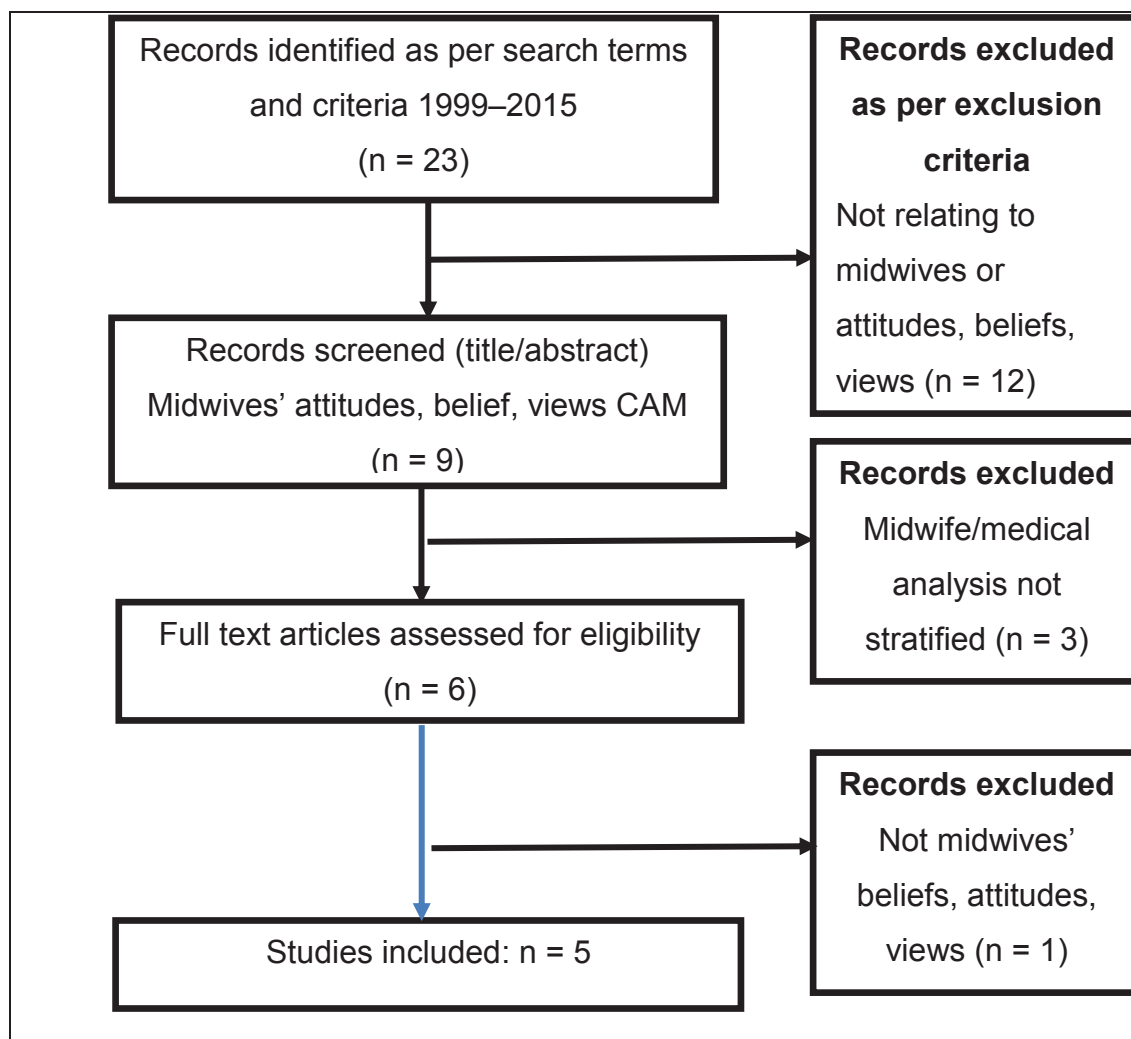 Records identified as per search terms
and criteria 1999–2015
(n = 23)
Records excluded
as per exclusion
criteria
Not relating to
midwives or
attitudes, beliefs,
views (n = 12)
Records screened (title/abstract)
Midwives’ attitudes, belief, views CAM
(n = 9)
Records excluded
Midwife/medical
analysis not
stratified (n = 3)
Full text articles assessed for eligibility
(n = 6)
Records excluded
Not midwives’
beliefs, attitudes,
views (n = 1)
Studies included: n = 5